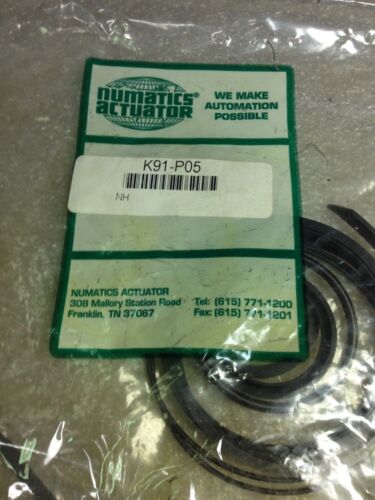 NUMATICS®
ACTUATOR
WE MAKE
AUTOMATION
POSSIBLE
K91-P05
NH
NUMATICS ACTUATOR
308 Mallory Station Road
Franklin, TN 37067
Tel: (615) 771-1200
Fax: (615) 771-1201